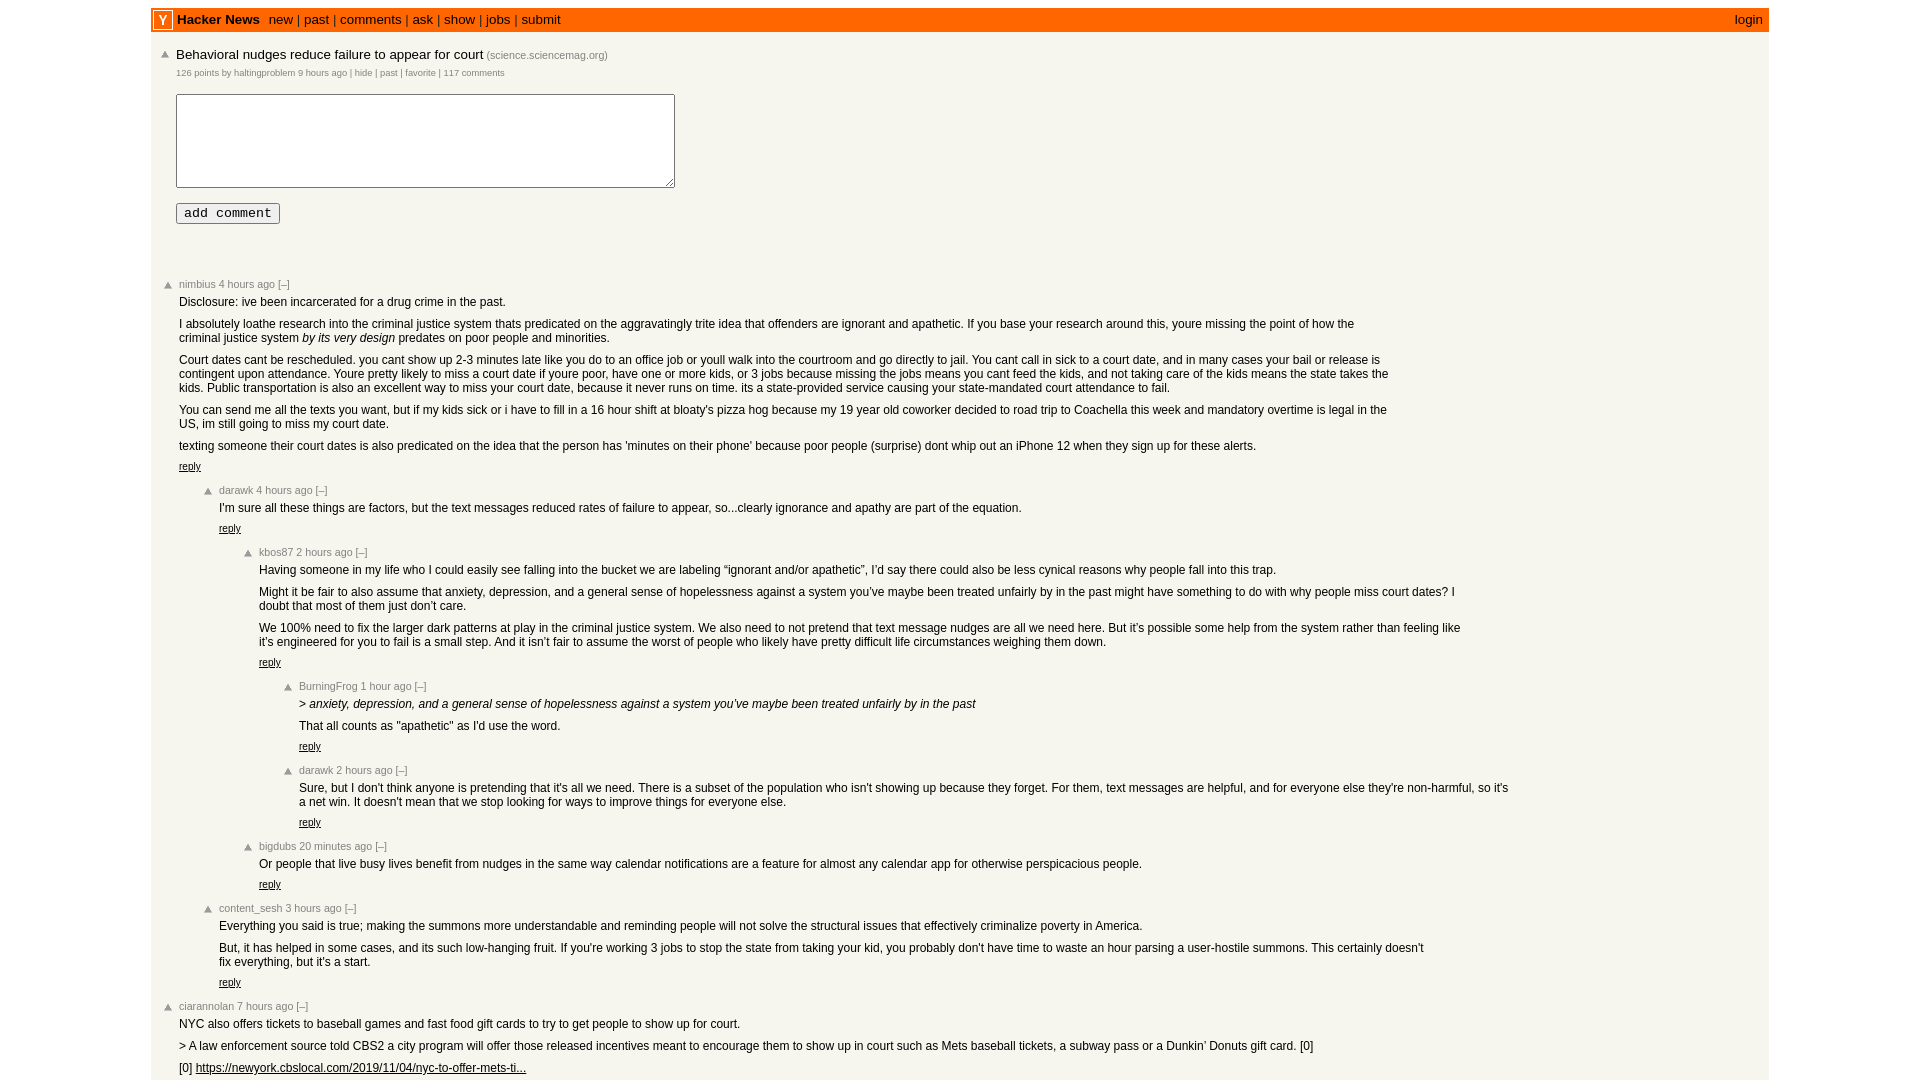 Y Hacker News new | past | comments | ask | show | jobs | submit login
Behavioral nudges reduce failure to appear for court (science.sciencemag.org)
126 points by haltingproblem 9 hours ago | hide | past | favorite | 117 comments
add comment
nimbius 4 hours ago [–]
Disclosure: ive been incarcerated for a drug crime in the past.
I absolutely loathe research into the criminal justice system thats predicated on the aggravatingly trite idea that offenders are ignorant and apathetic. If you base your research around this, youre missing the point of how the
criminal justice system by its very design predates on poor people and minorities.
Court dates cant be rescheduled. you cant show up 2-3 minutes late like you do to an office job or youll walk into the courtroom and go directly to jail. You cant call in sick to a court date, and in many cases your bail or release is
contingent upon attendance. Youre pretty likely to miss a court date if youre poor, have one or more kids, or 3 jobs because missing the jobs means you cant feed the kids, and not taking care of the kids means the state takes the
kids. Public transportation is also an excellent way to miss your court date, because it never runs on time. its a state-provided service causing your state-mandated court attendance to fail.
You can send me all the texts you want, but if my kids sick or i have to fill in a 16 hour shift at bloaty's pizza hog because my 19 year old coworker decided to road trip to Coachella this week and mandatory overtime is legal in the
US, im still going to miss my court date.
texting someone their court dates is also predicated on the idea that the person has 'minutes on their phone' because poor people (surprise) dont whip out an iPhone 12 when they sign up for these alerts.
reply
darawk 4 hours ago [–]
I'm sure all these things are factors, but the text messages reduced rates of failure to appear, so...clearly ignorance and apathy are part of the equation.
reply
kbos87 2 hours ago [–]
Having someone in my life who I could easily see falling into the bucket we are labeling “ignorant and/or apathetic”, I’d say there could also be less cynical reasons why people fall into this trap.
Might it be fair to also assume that anxiety, depression, and a general sense of hopelessness against a system you’ve maybe been treated unfairly by in the past might have something to do with why people miss court dates? I
doubt that most of them just don’t care.
We 100% need to fix the larger dark patterns at play in the criminal justice system. We also need to not pretend that text message nudges are all we need here. But it’s possible some help from the system rather than feeling like
it’s engineered for you to fail is a small step. And it isn’t fair to assume the worst of people who likely have pretty difficult life circumstances weighing them down.
reply
BurningFrog 1 hour ago [–]
> anxiety, depression, and a general sense of hopelessness against a system you’ve maybe been treated unfairly by in the past
That all counts as "apathetic" as I'd use the word.
reply
darawk 2 hours ago [–]
Sure, but I don't think anyone is pretending that it's all we need. There is a subset of the population who isn't showing up because they forget. For them, text messages are helpful, and for everyone else they're non-harmful, so it's
a net win. It doesn't mean that we stop looking for ways to improve things for everyone else.
reply
bigdubs 20 minutes ago [–]
Or people that live busy lives benefit from nudges in the same way calendar notifications are a feature for almost any calendar app for otherwise perspicacious people.
reply
content_sesh 3 hours ago [–]
Everything you said is true; making the summons more understandable and reminding people will not solve the structural issues that effectively criminalize poverty in America.
But, it has helped in some cases, and its such low-hanging fruit. If you're working 3 jobs to stop the state from taking your kid, you probably don't have time to waste an hour parsing a user-hostile summons. This certainly doesn't
fix everything, but it's a start.
reply
ciarannolan 7 hours ago [–]
NYC also offers tickets to baseball games and fast food gift cards to try to get people to show up for court.
> A law enforcement source told CBS2 a city program will offer those released incentives meant to encourage them to show up in court such as Mets baseball tickets, a subway pass or a Dunkin’ Donuts gift card. [0]
[0] https://newyork.cbslocal.com/2019/11/04/nyc-to-offer-mets-ti...